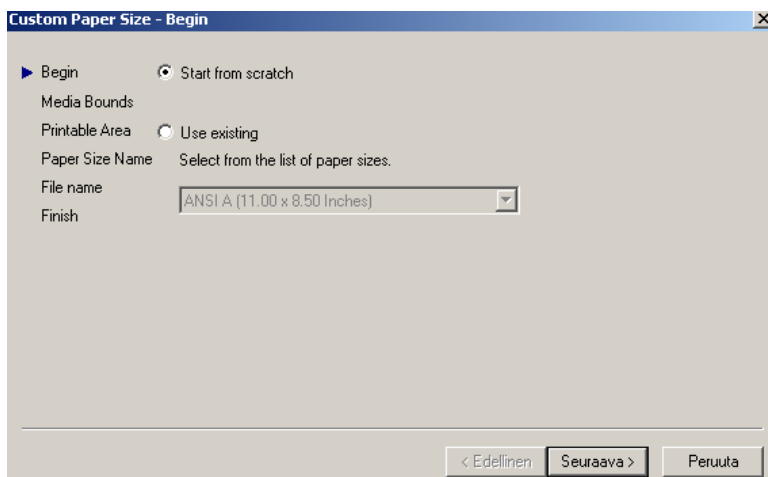 Custom Paper Size - Begin
Begin
Start from scratch
Media Bounds
Printable Area
Use existing
Paper Size Name
Select from the list of paper sizes.
File name
ANSI A (11.00 x 8.50 Inches)
Finish
< Edellinen
Seuraava >
Peruuta